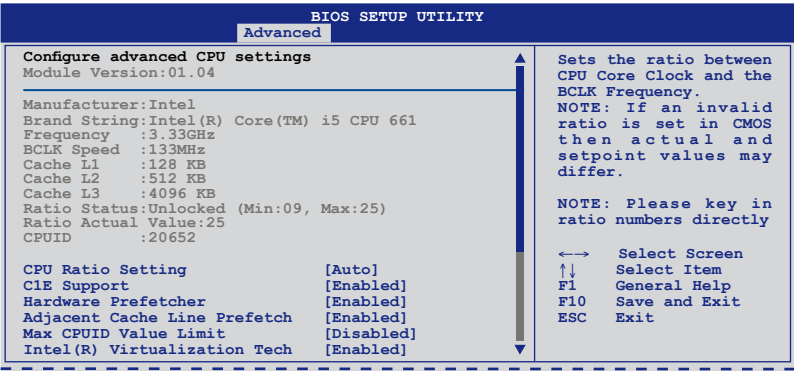 BIOS SETUP UTILITY
Advanced
Configure advanced CPU settings
Module Version:01.04
Manufacturer:Intel
Brand String:Intel(R) Core(TM) i5 CPU 661
Frequency :3.33GHz
BCLK Speed :133MHz
Cache L1 :128 KB
Cache L2 :512 KB
Cache L3 :4096 KB
Ratio Status:Unlocked (Min:09, Max:25)
Ratio Actual Value:25
CPUID :20652
CPU Ratio Setting [Auto]
C1E Support [Enabled]
Hardware Prefetcher [Enabled]
Adjacent Cache Line Prefetch [Enabled]
Max CPUID Value Limit [Disabled]
Intel(R) Virtualization Tech [Enabled]
Sets the ratio between
CPU Core Clock and the
BCLK Frequency.
NOTE: If an invalid
ratio is set in CMOS
then actual and
setpoint values may
differ.
NOTE: Please key in
ratio numbers directly
←→ Select Screen
↑↓ Select Item
F1 General Help
F10 Save and Exit
ESC Exit